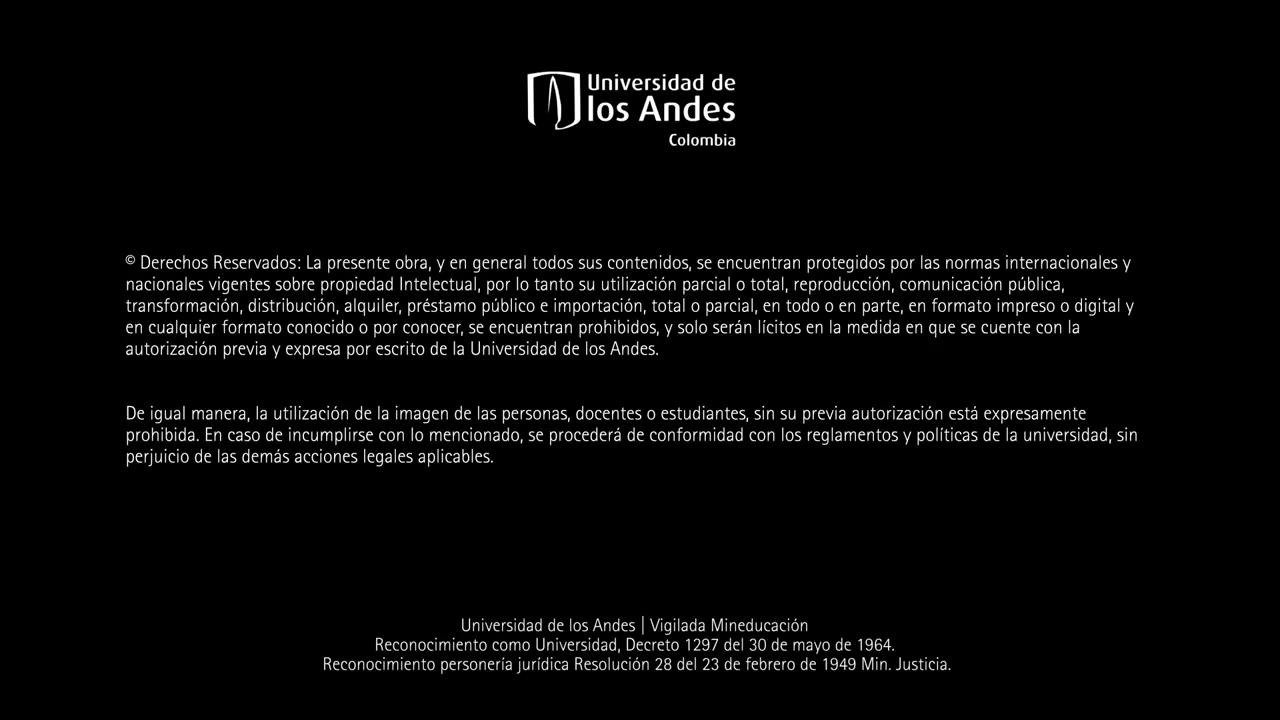 Universidad de
los Andes
Colombia
© Derechos Reservados: La presente obra, y en general todos sus contenidos, se encuentran protegidos por las normas internacionales y
nacionales vigentes sobre propiedad Intelectual, por lo tanto su utilización parcial o total, reproducción, comunicación pública,
transformación, distribución, alquiler, préstamo público e importación, total o parcial, en todo o en parte, en formato impreso o digital y
en cualquier formato conocido o por conocer, se encuentran prohibidos, y solo serán lícitos en la medida en que se cuente con la
autorización previa y expresa por escrito de la Universidad de los Andes.
De igual manera, la utilización de la imagen de las personas, docentes o estudiantes, sin su previa autorización está expresamente
prohibida. En caso de incumplirse con lo mencionado, se procederá de conformidad con los reglamentos y políticas de la universidad, sin
perjuicio de las demás acciones legales aplicables.
Universidad de los Andes | Vigilada Mineducación
Reconocimiento como Universidad, Decreto 1297 del 30 de mayo de 1964.
Reconocimiento personería jurídica Resolución 28 del 23 de febrero de 1949 Min. Justicia.